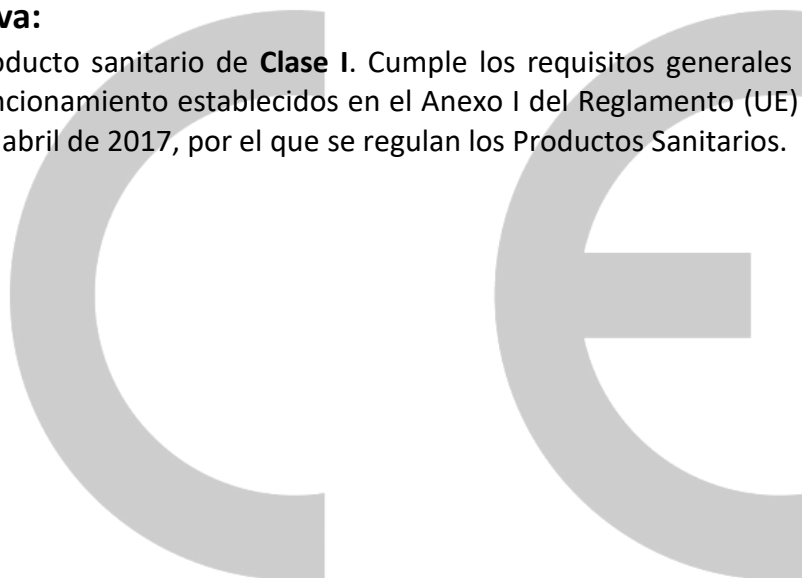 va:
oducto sanitario de Clase I. Cumple los requisitos generales
ncionamiento establecidos en el Anexo I del Reglamento (UE)
abril de 2017, por el que se regulan los Productos Sanitarios.
CE